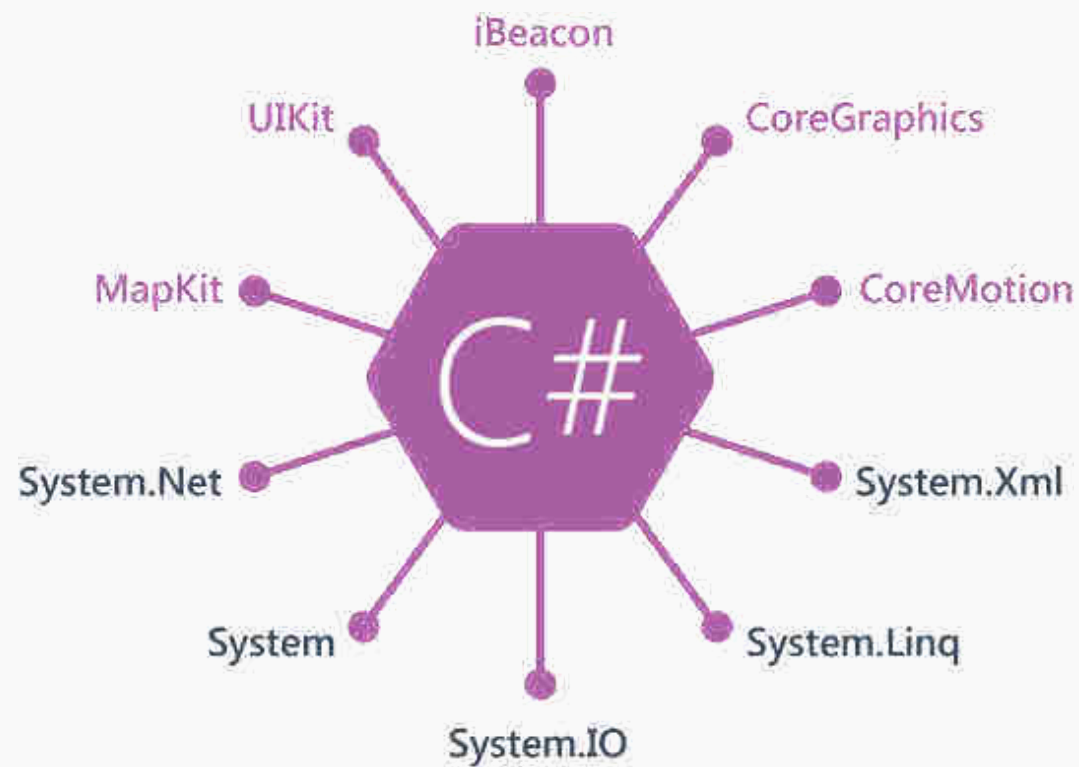 iBeacon
UIKit
CoreGraphics
MapKit
CoreMotion
C#
System.Net
System.Xml
System
System.Linq
System.IO